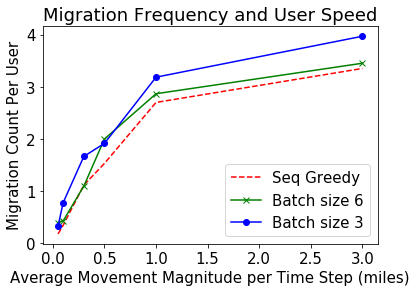 Migration Frequency and User Speed
Migration Count Per User
4
3
2
1
0
Seq Greedy
Batch size 6
Batch size 3
0.0 0.5 1.0 1.5 2.0 2.5 3.0
Average Movement Magnitude per Time Step (miles)